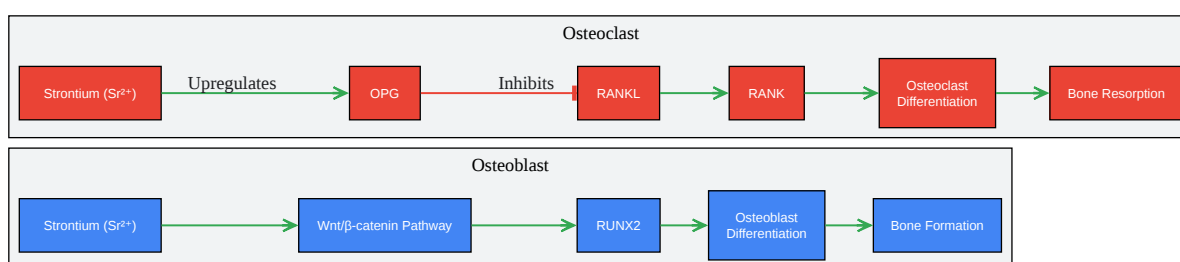 Osteoclast
Strontium (Sr²⁺)
Upregulates
OPG
Inhibits
RANKL
RANK
Osteoclast
Differentiation
Bone Resorption
Osteoblast
Strontium (Sr²⁺)
Wnt/β-catenin Pathway
RUNX2
Osteoblast
Differentiation
Bone Formation